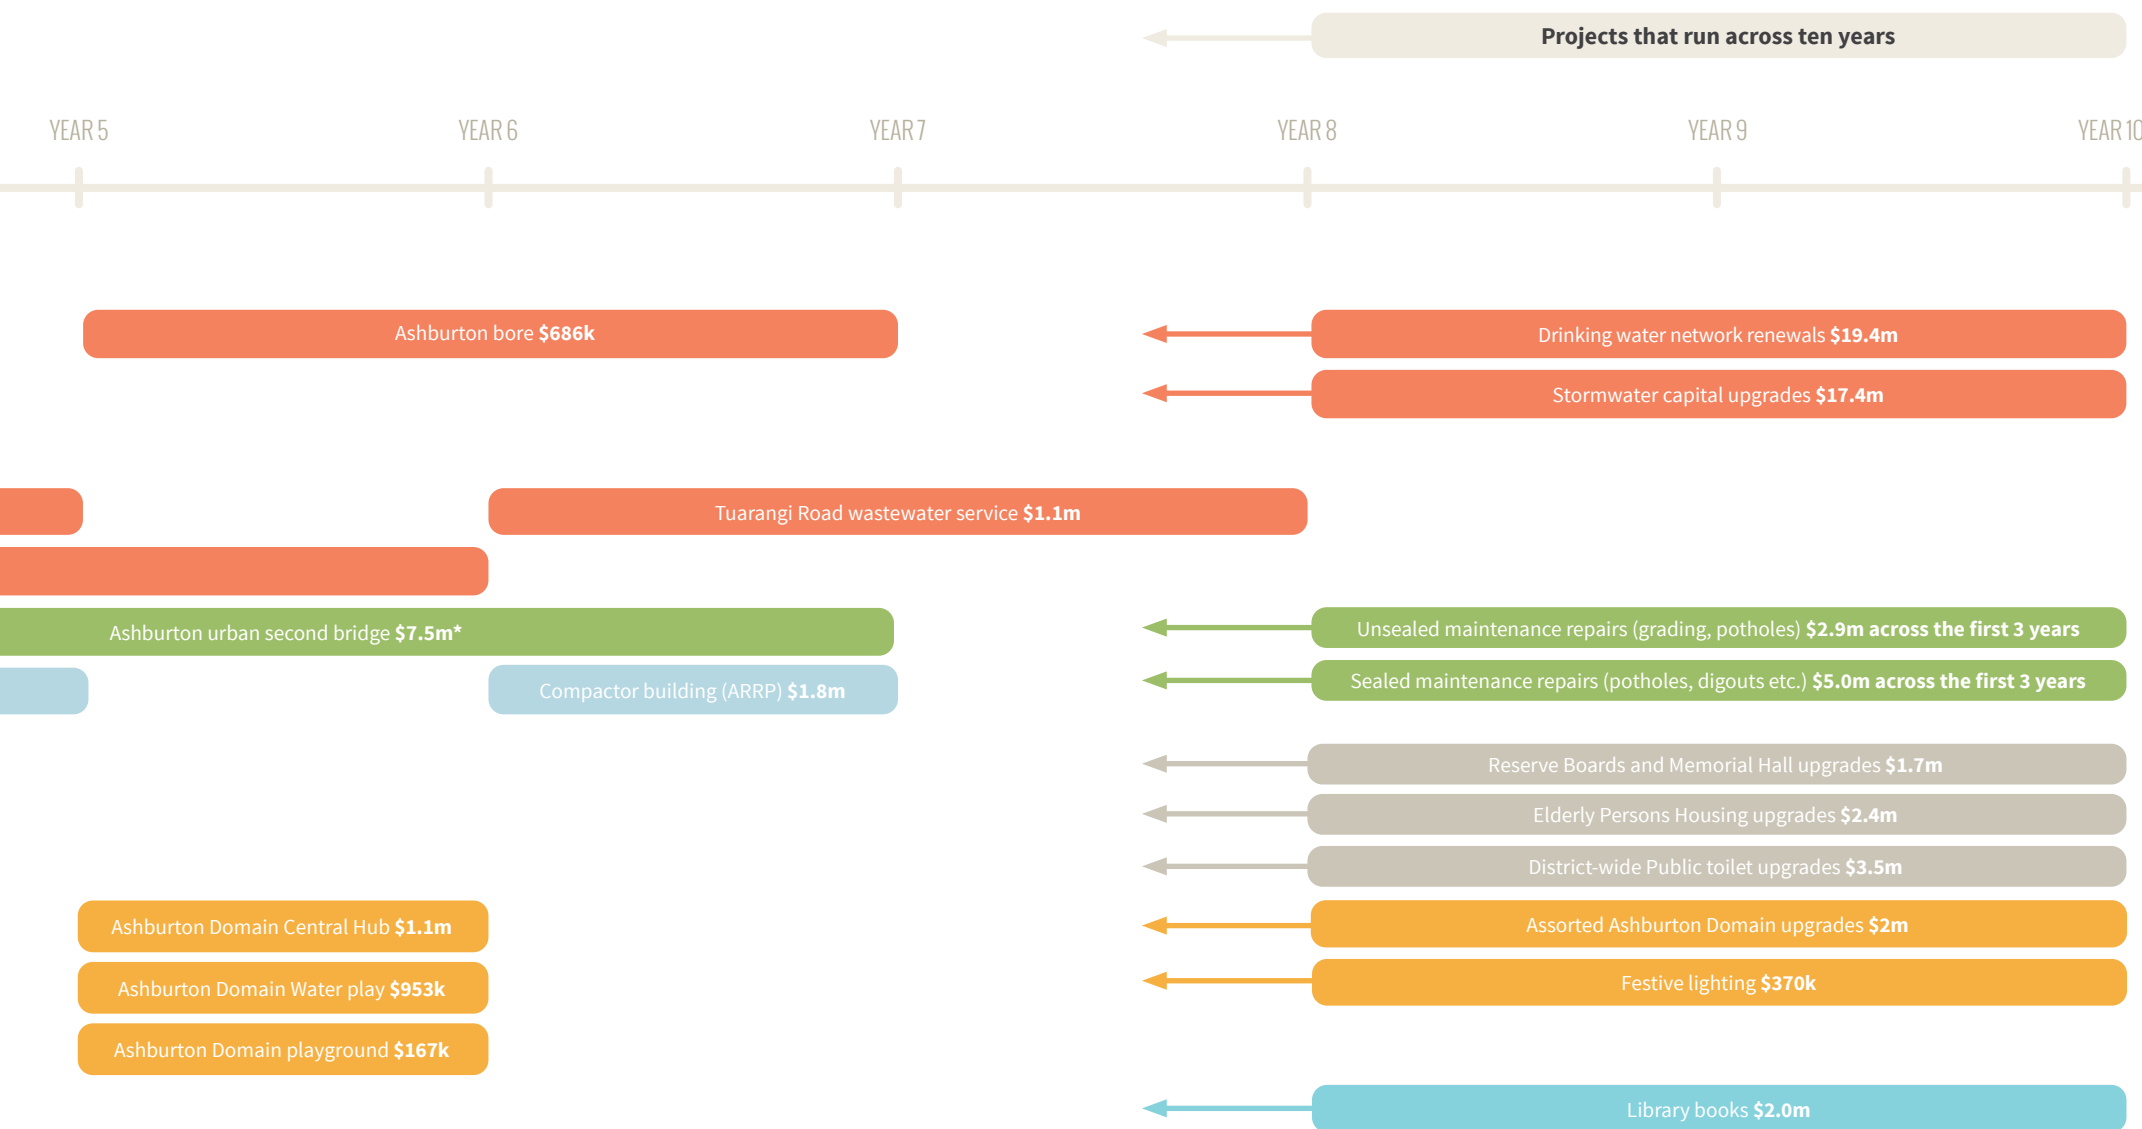 Projects that run across ten years
YEAR 5
YEAR 6
YEAR 7
YEAR 8
YEAR 9
YEAR 10
Ashburton bore $686k
Drinking water network renewals $19.4m
Stormwater capital upgrades $17.4m
Tuarangi Road wastewater service $1.1m
Ashburton urban second bridge $7.5m*
Unsealed maintenance repairs (grading, potholes) $2.9m across the first 3 years
Compactor building (ARRP) $1.8m
Sealed maintenance repairs (potholes, digouts etc.) $5.0m across the first 3 years
Reserve Boards and Memorial Hall upgrades $1.7m
Elderly Persons Housing upgrades $2.4m
District-wide Public toilet upgrades $3.5m
Ashburton Domain Central Hub $1.1m
Assorted Ashburton Domain upgrades $2m
Ashburton Domain Water play $953k
Festive lighting $370k
Ashburton Domain playground $167k
Library books $2.0m